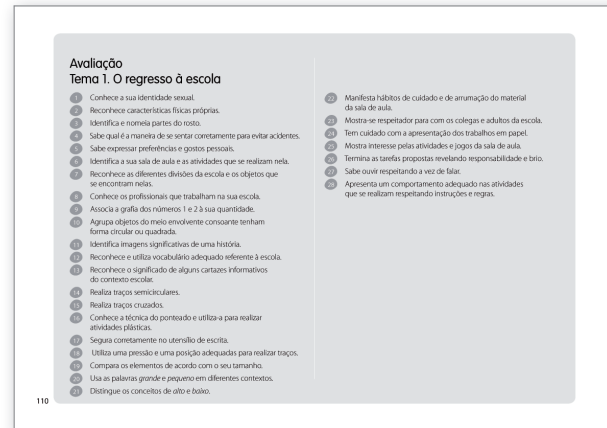 Avaliação
Tema 1. O regresso à escola
1 Conhece a sua identidade sexual.
2 Reconhece características físicas próprias.
3 Identifica e nomeia partes do rosto.
4 Sabe qual é a maneira de se sentar corretamente para evitar acidentes.
5 Sabe expressar preferências e gostos pessoais.
6 Identifica a sua sala de aula e as atividades que se realizam nela.
7 Reconhece as diferentes divisões da escola e os objetos que
se encontram nelas.
8 Conhece os profissionais que trabalham na sua escola.
9 Associa a grafia dos números 1 e 2 à sua quantidade.
10 Agrupa objetos do meio envolvente consoante tenham
forma circular ou quadrada.
11 Identifica imagens significativas de uma história.
12 Reconhece e utiliza vocabulário adequado referente à escola.
13 Reconhece o significado de alguns cartazes informativos
do contexto escolar.
14 Realiza traços semicirculares.
15 Realiza traços cruzados.
16 Conhece a técnica do ponteado e utiliza-a para realizar
atividades plásticas.
17 Segura corretamente no utensílio de escrita.
18 Utiliza uma pressão e uma posição adequadas para realizar traços.
19 Compara os elementos de acordo com o seu tamanho.
20 Usa as palavras grande e pequeno em diferentes contextos.
21 Distingue os conceitos de alto e baixo.
22 Manifesta hábitos de cuidado e de arrumação do material
da sala de aula.
23 Mostra-se respeitador para com os colegas e adultos da escola.
24 Tem cuidado com a apresentação dos trabalhos em papel.
25 Mostra interesse pelas atividades e jogos da sala de aula.
26 Termina as tarefas propostas revelando responsabilidade e brio.
27 Sabe ouvir respeitando a vez de falar.
28 Apresenta um comportamento adequado nas atividades
que se realizam respeitando instruções e regras.
110